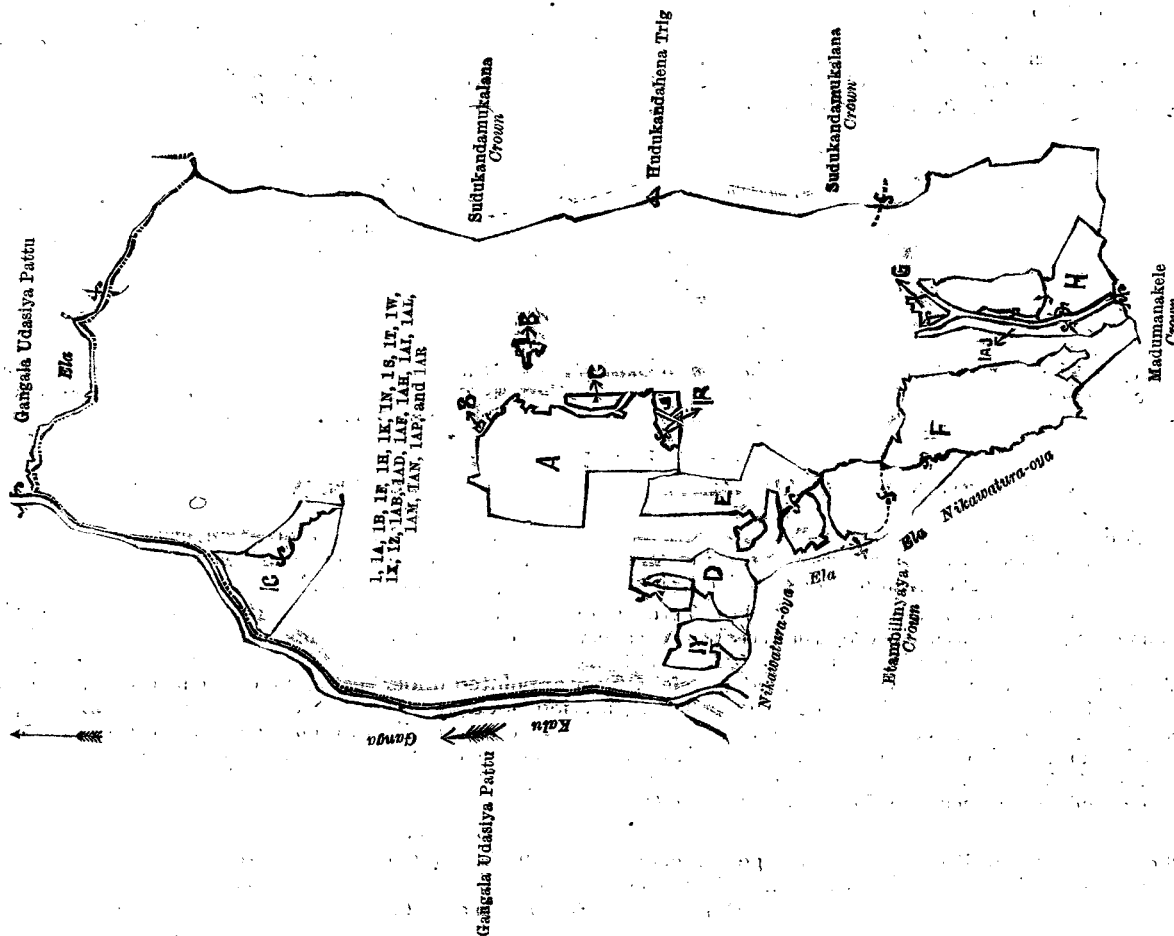 Gangala Udasiya Pattu
Ela
Sudukandamukalana
Crown
Hudukandahena Trig
Sudukandamukalana
Crown
Madumanakele
Crown
1, 1A, 1B, 1F, 1H, 1K, 1N, 1S, 1T, 1W,
1X, 1Z, 1AB, 1AD, 1AF, 1AH, 1AI, 1AL,
1AM, 1AN, 1AP, and 1AR
1C
B
B
C
A
1R
E
D
1Y
F
G
H
1AJ
Nikawatura-oya
Ela
Etambilinyaya
Crown
Ela
Nikawatura-oya
Kalu
Ganga
Gangala Udasiya Pattu